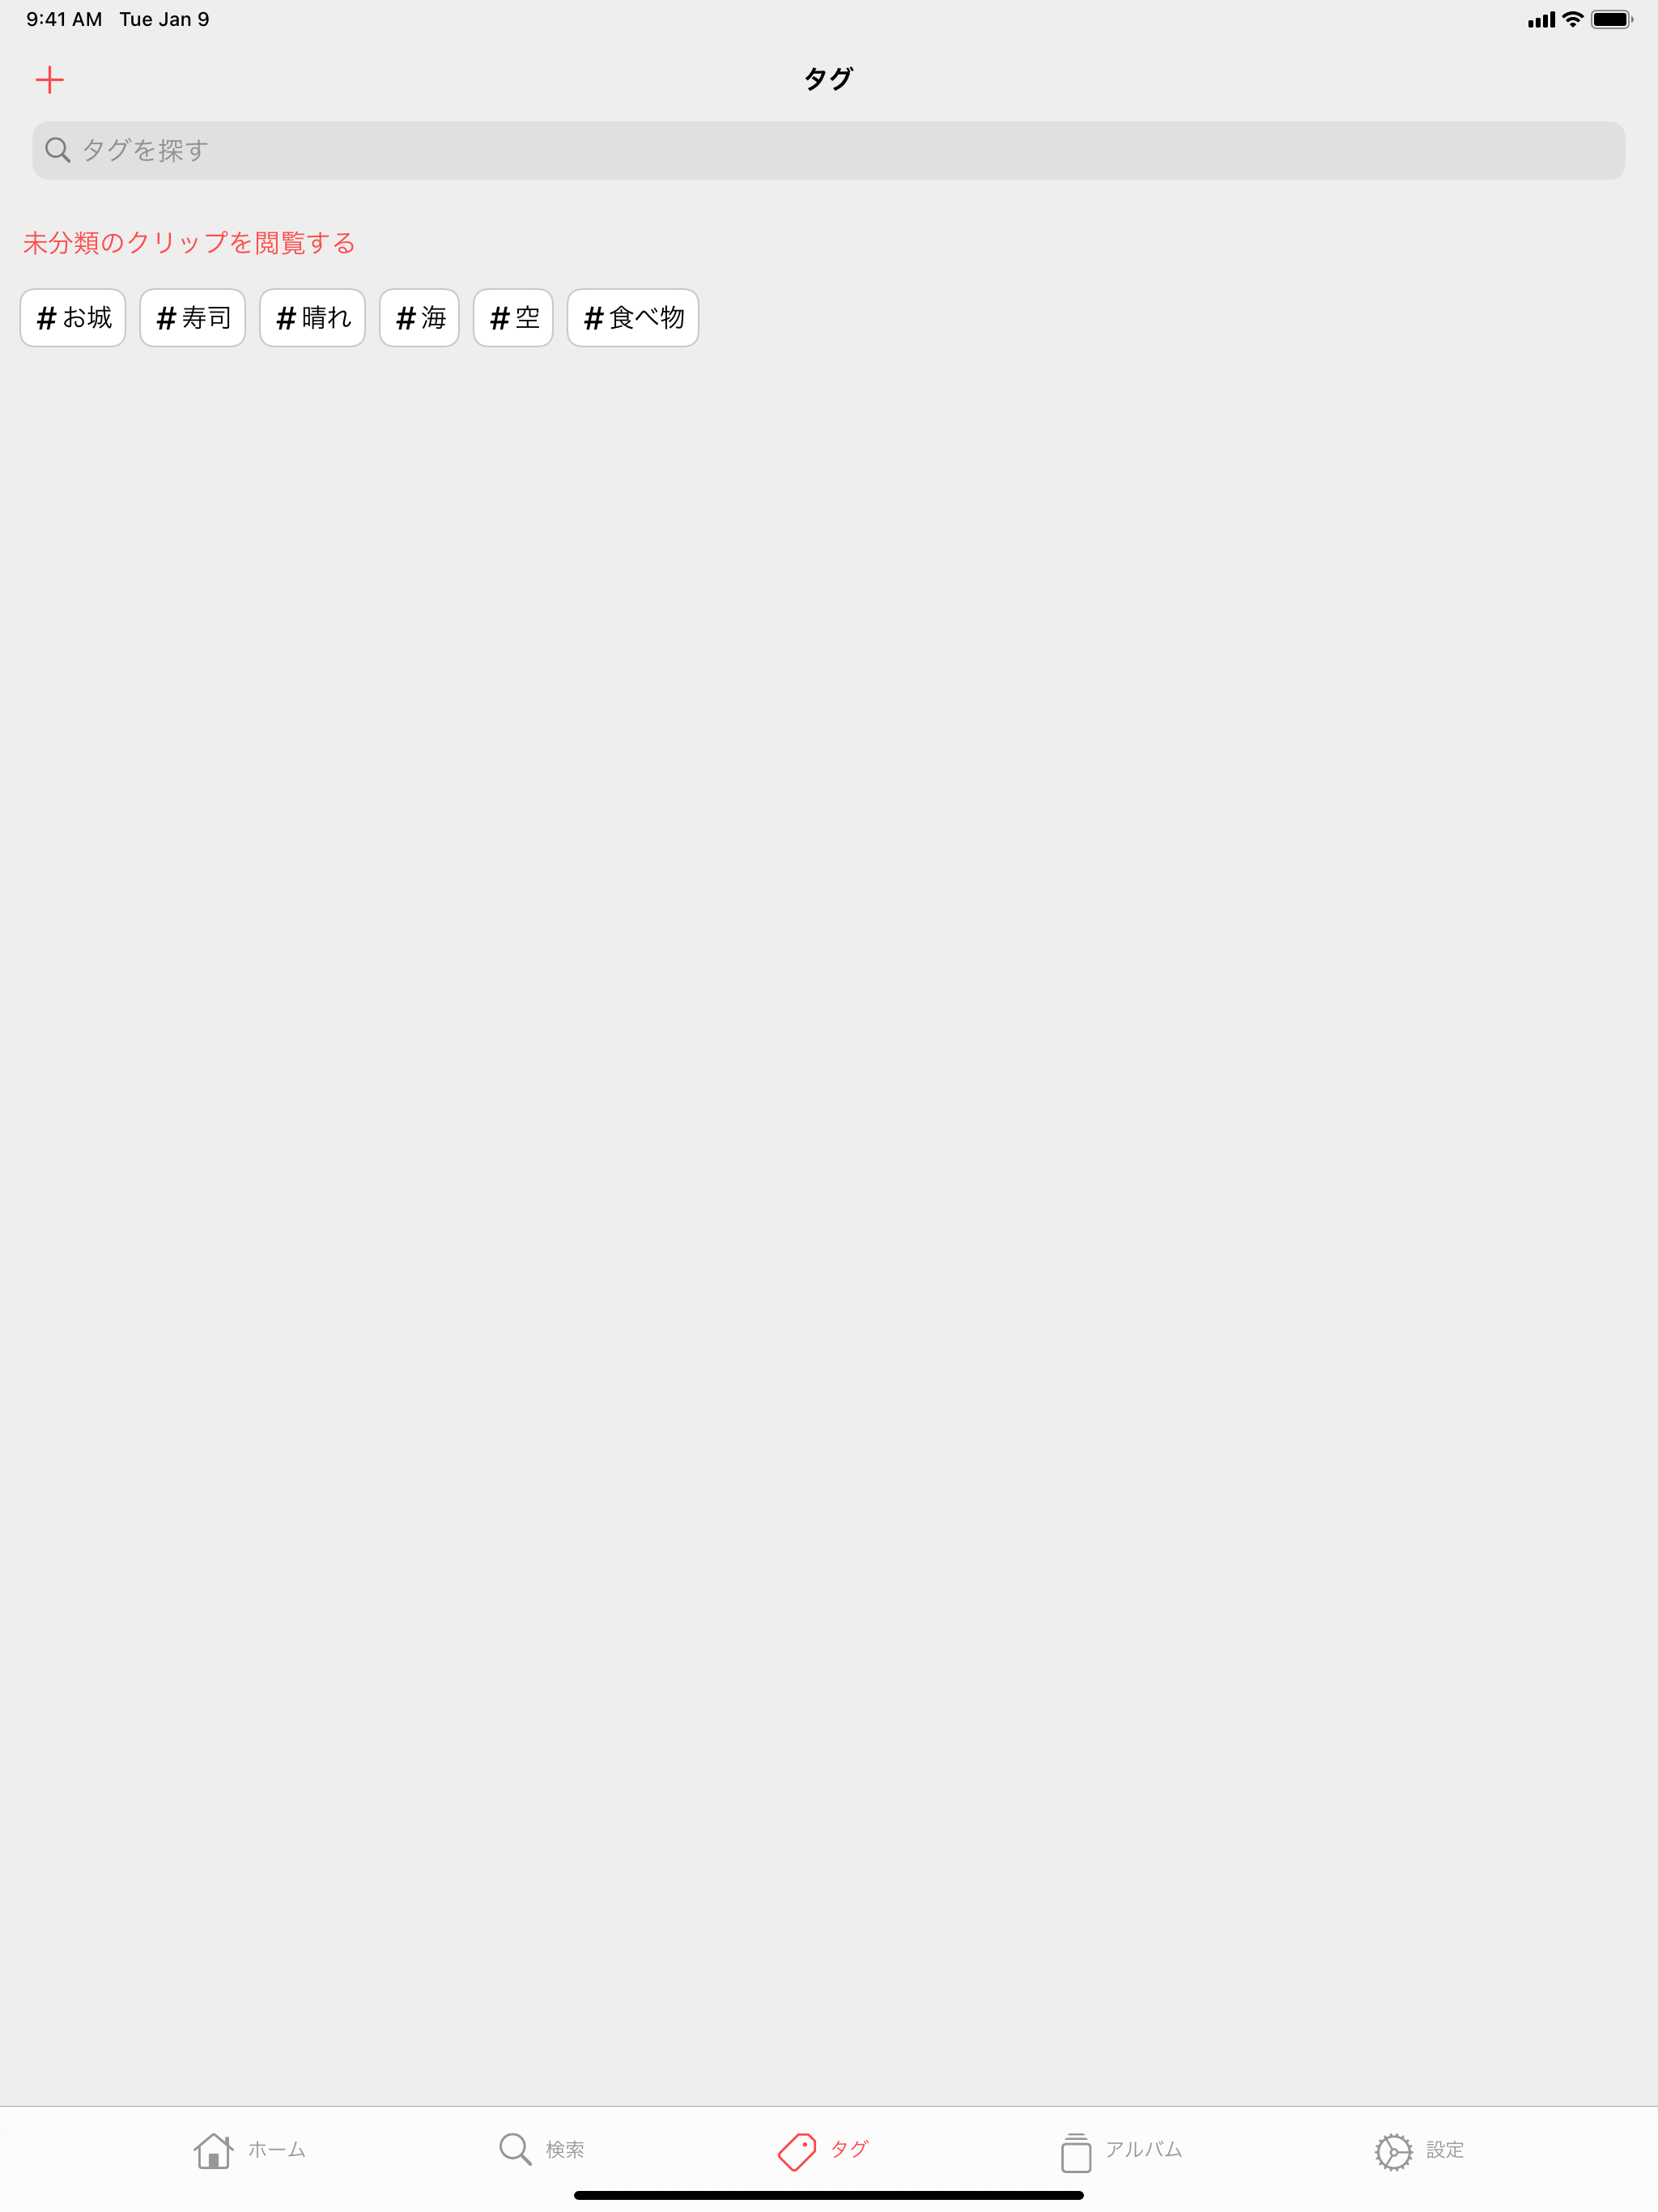 9:41 AM Tue Jan 9
タグ
タグを探す
未分類のクリップを閲覧する
#お城 #寿司 #晴れ #海 #空 #食べ物
ホーム 検索 タグ アルバム 設定